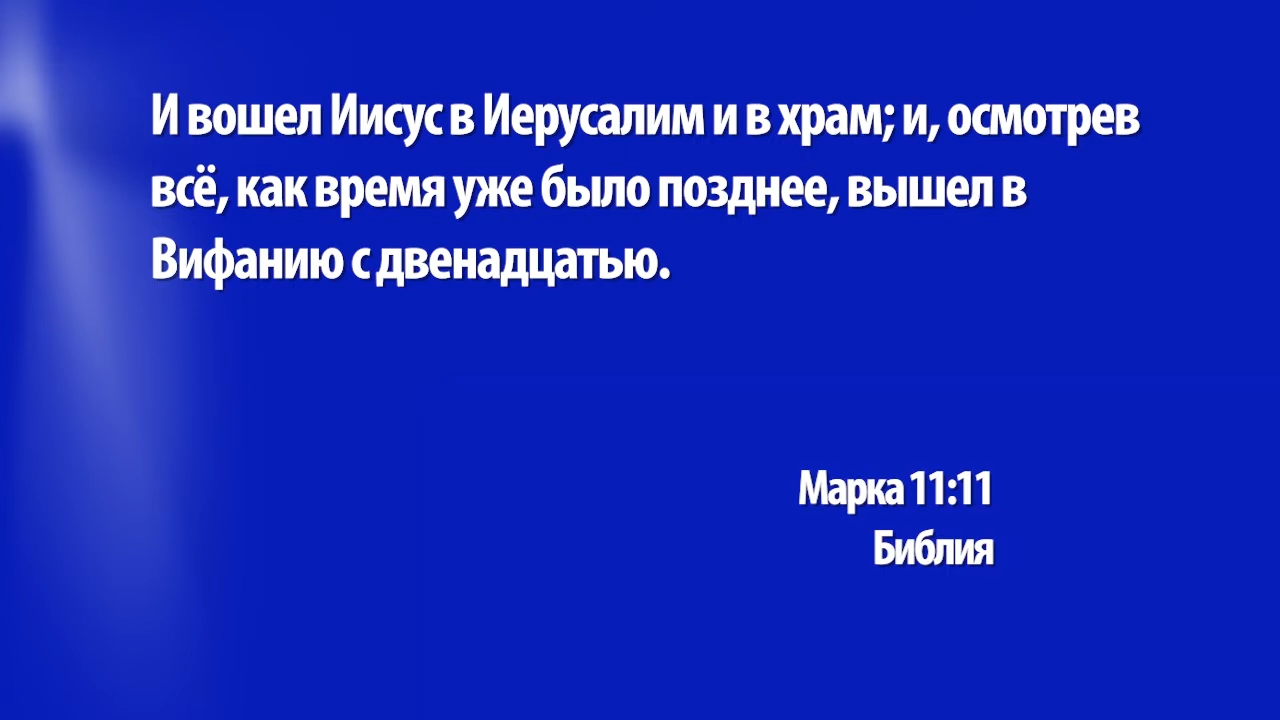 И вошел Иисус в Иерусалим и в храм; и, осмотрев
всё, как время уже было позднее, вышел в
Вифанию с двенадцатью.
Марка 11:11
Библия